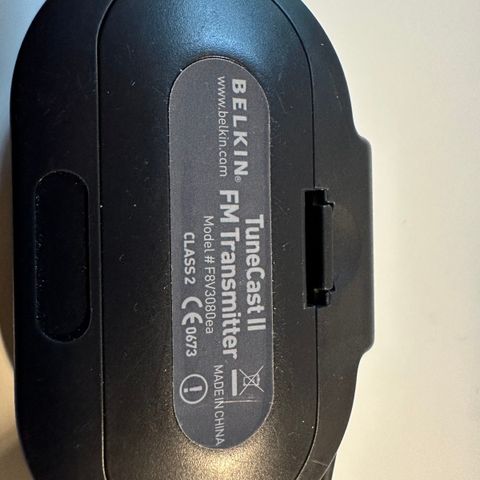 BELKIN®
www.belkin.com
TuneCast II
FM Transmitter
Model # F8V3080ea
CLASS 2 CE0673
MADE IN CHINA